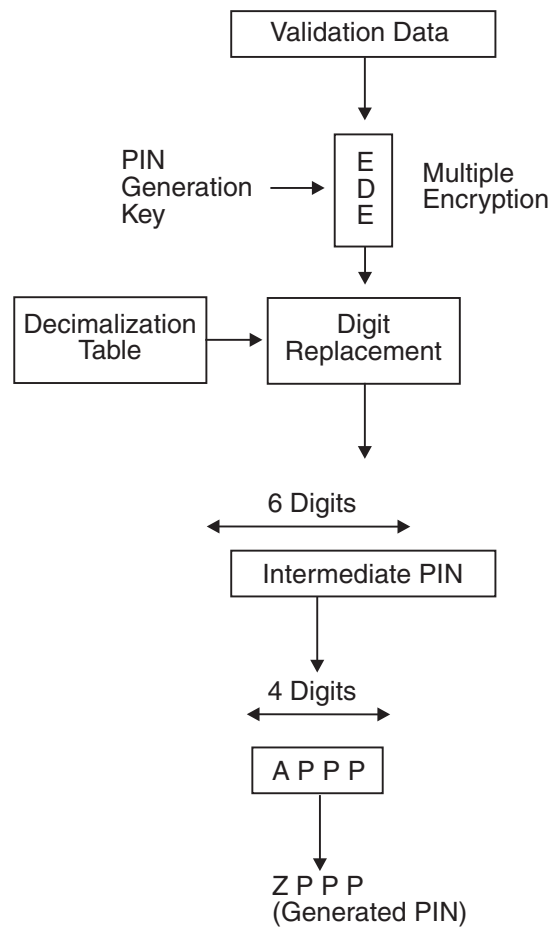 Validation Data
PIN
Generation
Key
E
D
E
Multiple
Encryption
Decimalization
Table
Digit
Replacement
6 Digits
Intermediate PIN
4 Digits
A P P P
Z P P P
(Generated PIN)